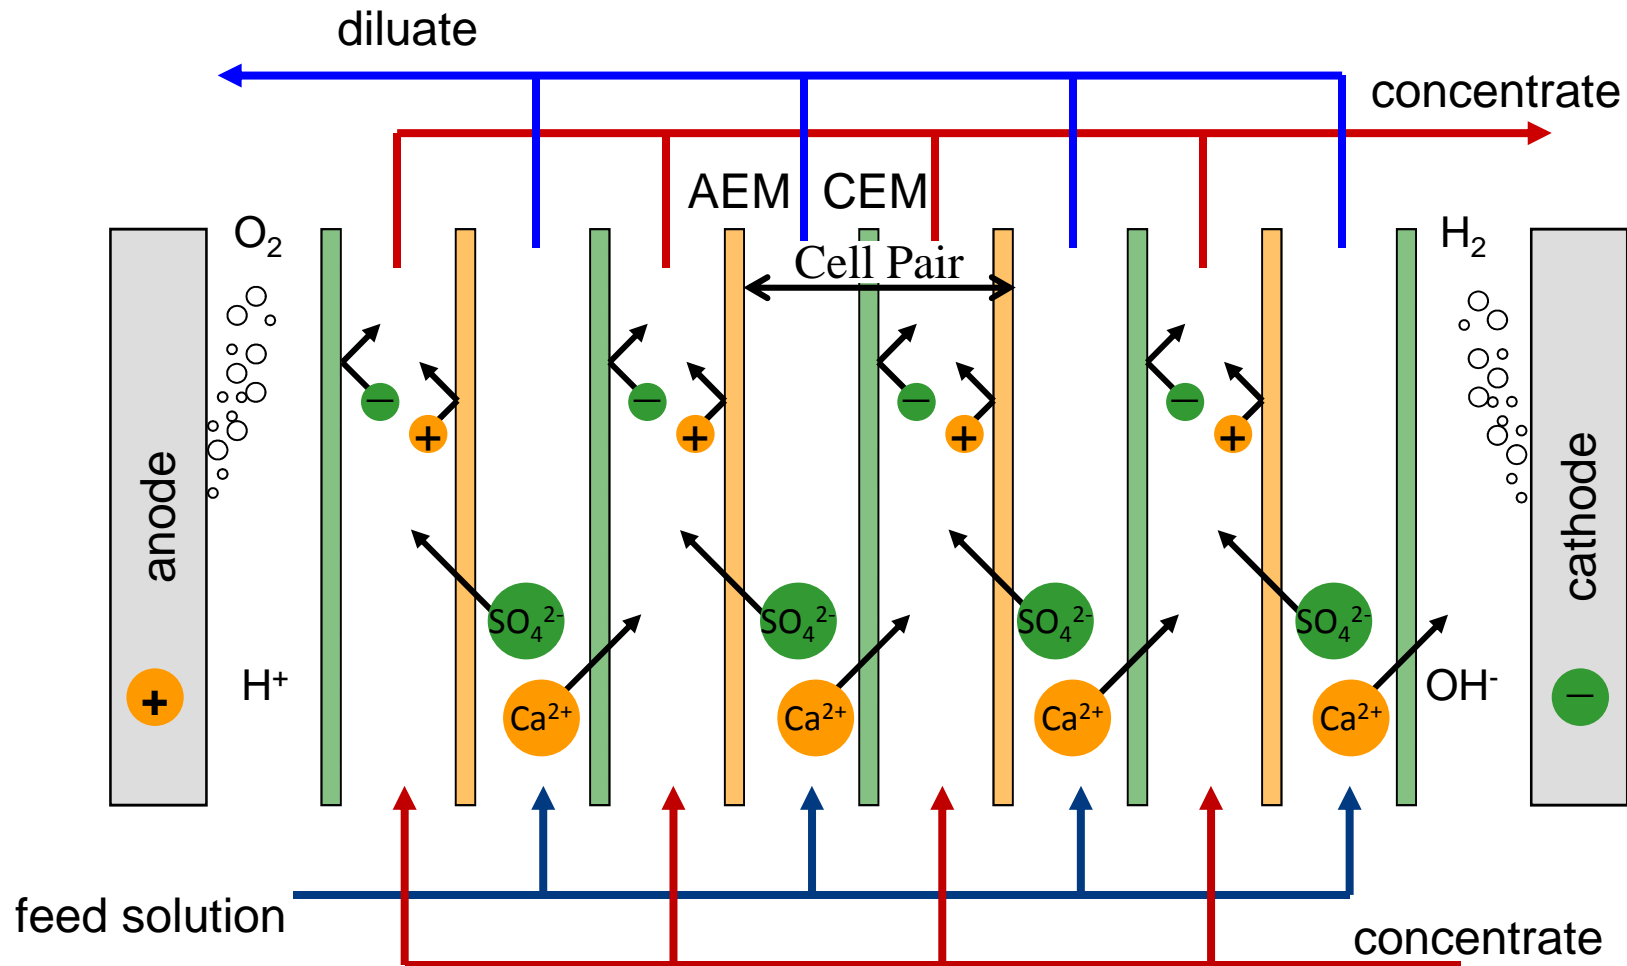 diluate
concentrate
AEM CEM
O₂
H₂
Cell Pair
− − − −
+ + + +
anode
cathode
SO₄²⁻ SO₄²⁻ SO₄²⁻ SO₄²⁻
+
H⁺
OH⁻
−
Ca²⁺ Ca²⁺ Ca²⁺ Ca²⁺
feed solution
concentrate